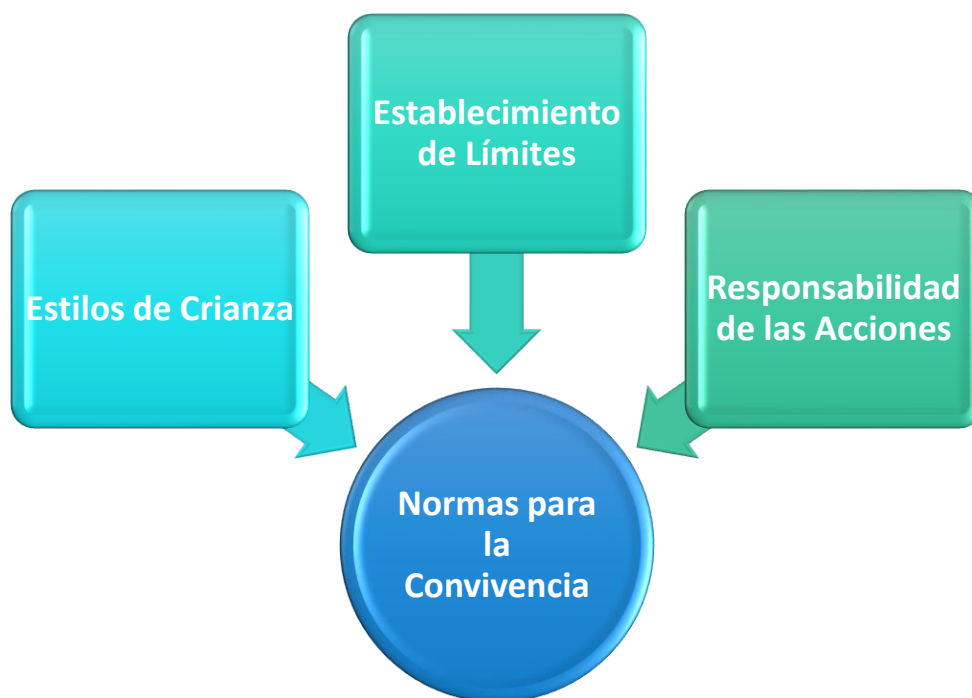 Establecimiento
de Límites
Estilos de Crianza
Responsabilidad
de las Acciones
Normas para
la
Convivencia